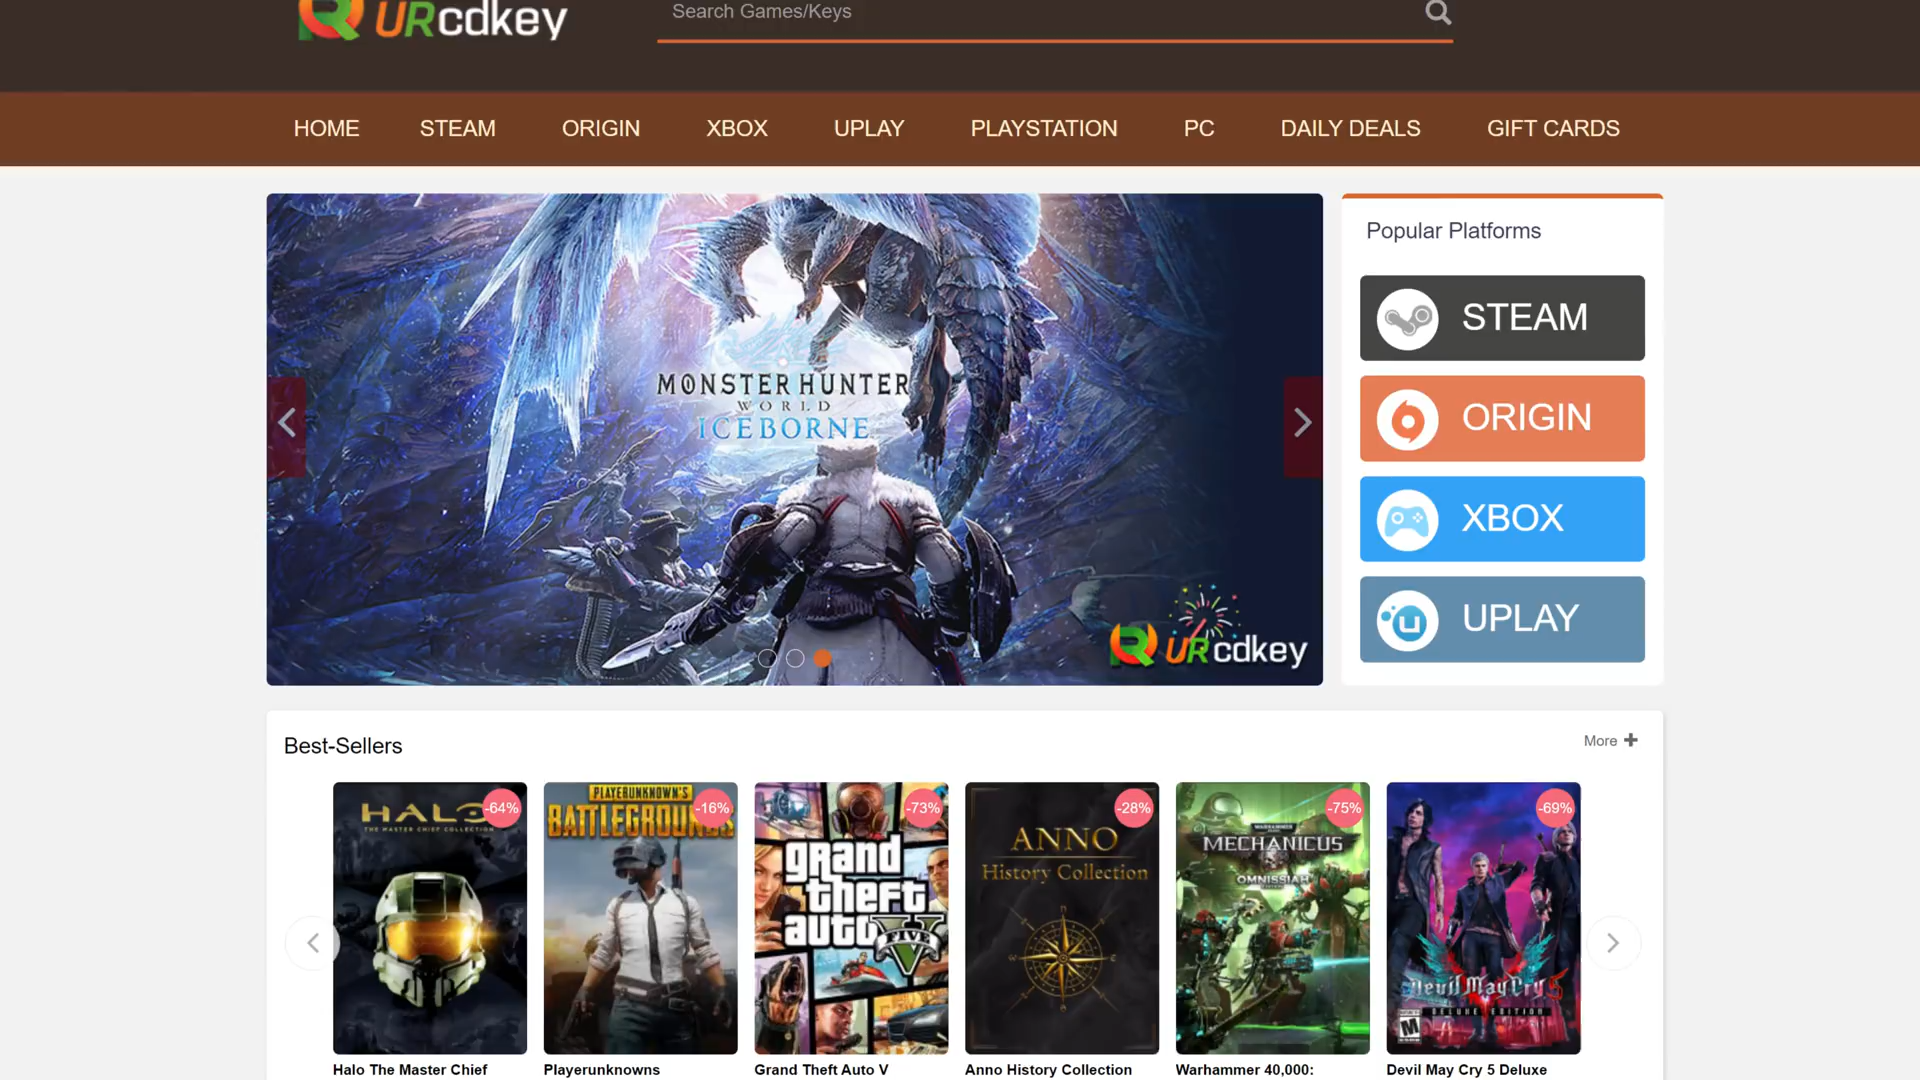 URcdkey
Search Games/Keys
HOME STEAM ORIGIN XBOX UPLAY PLAYSTATION PC DAILY DEALS GIFT CARDS
MONSTER HUNTER
WORLD
ICEBORNE
URcdkey
Popular Platforms
STEAM
ORIGIN
XBOX
UPLAY
Best-Sellers
More
HALO
THE MASTER CHIEF COLLECTION
-64%
PLAYERUNKNOWN'S
BATTLEGROUNDS
-16%
grand
theft
auto
FIVE
-73%
ANNO
History Collection
-28%
WARHAMMER
MECHANICUS
OMNISSIAH
-75%
Devil May Cry 5
DELUXE EDITION
M
-69%
Halo The Master Chief
Playerunknowns
Grand Theft Auto V
Anno History Collection
Warhammer 40,000:
Devil May Cry 5 Deluxe